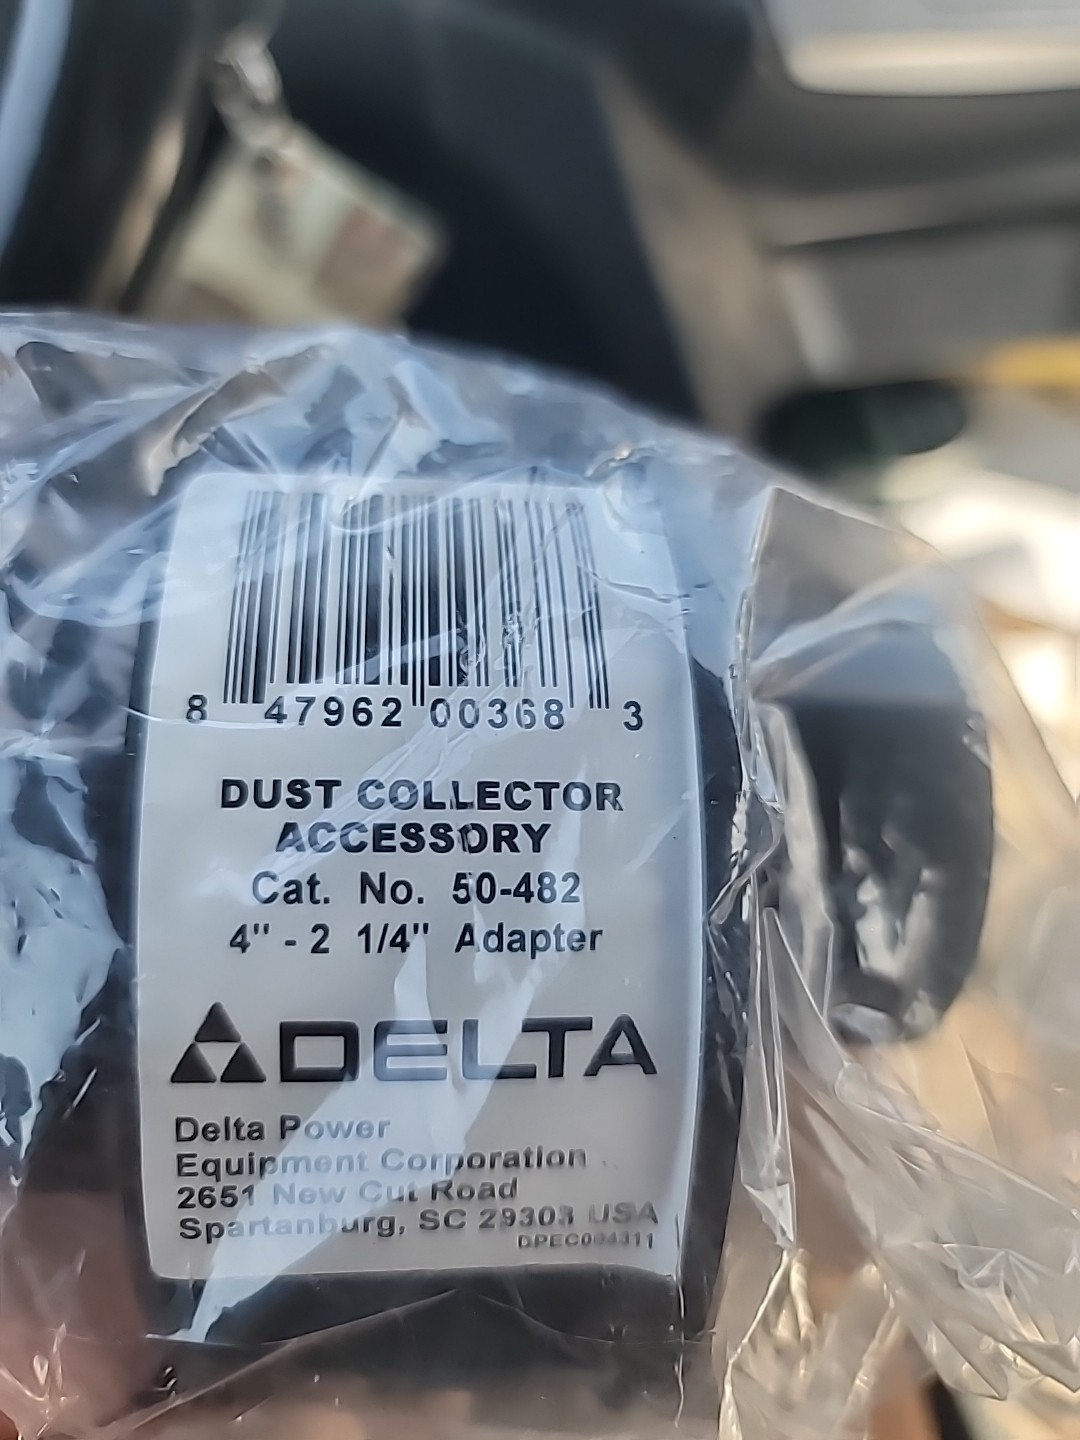 8 47962 00368 3
DUST COLLECTOR
ACCESSORY
Cat. No. 50-482
4" - 2 1/4" Adapter
DELTA
Delta Power
Equipment Corporation
2651 New Cut Road
Spartanburg, SC 29303 USA
DPEC004311